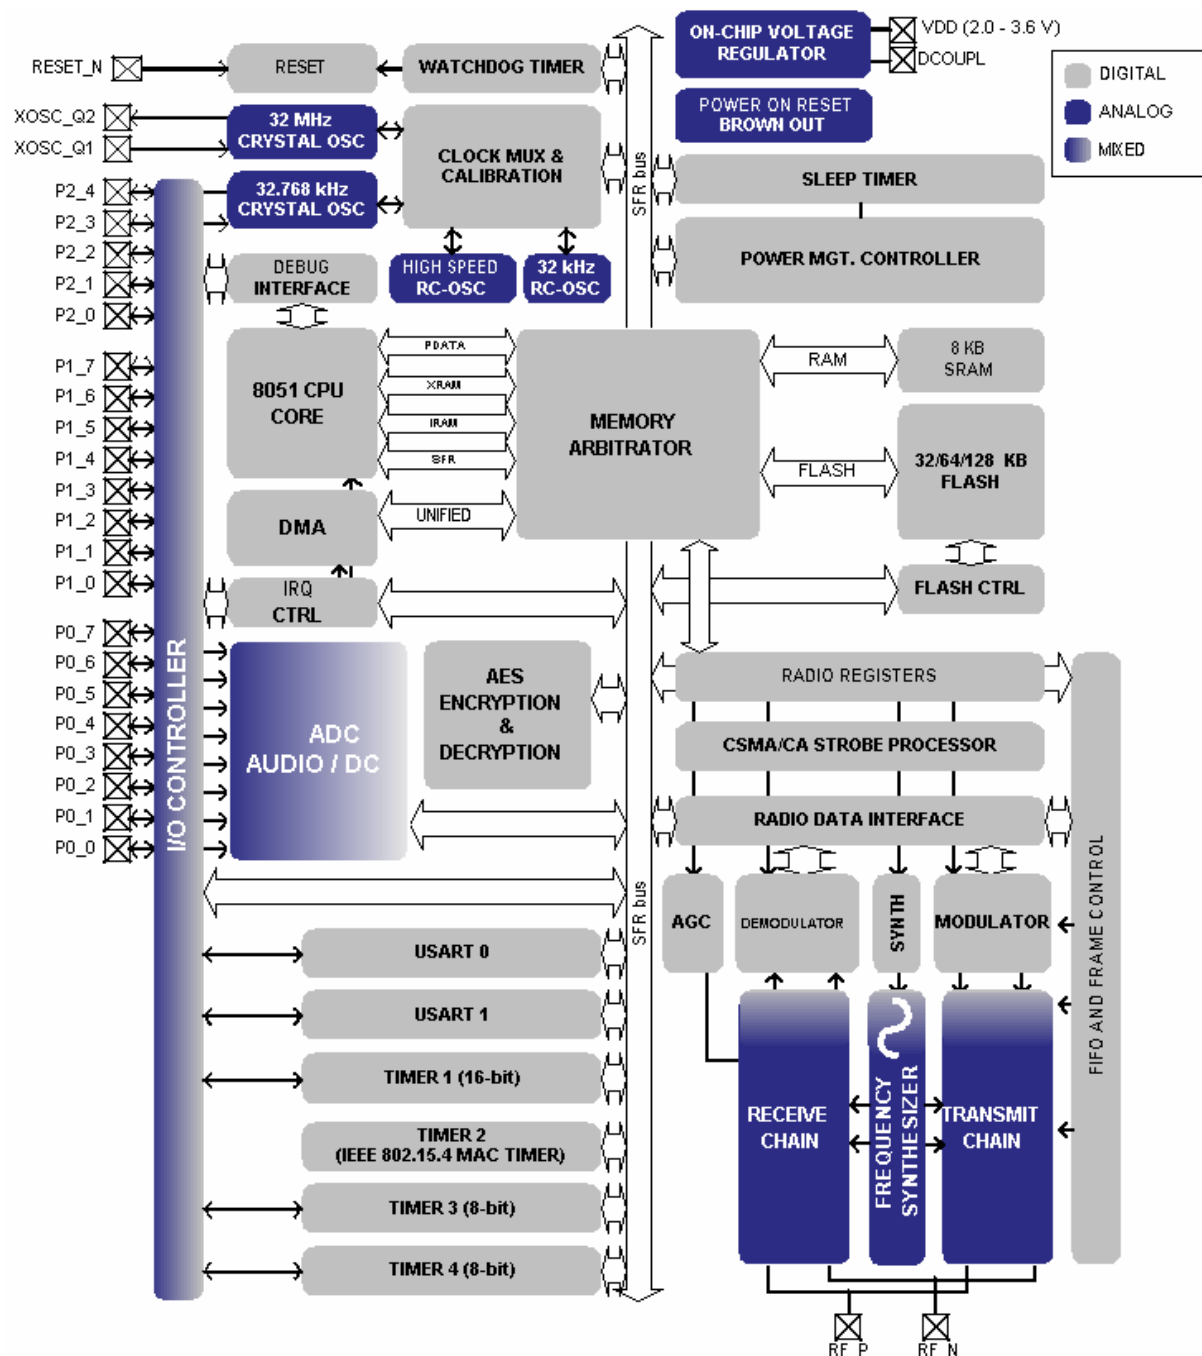 RESET_N
XOSC_Q2
XOSC_Q1
P2_4
P2_3
P2_2
P2_1
P2_0
P1_7
P1_6
P1_5
P1_4
P1_3
P1_2
P1_1
P1_0
P0_7
P0_6
P0_5
P0_4
P0_3
P0_2
P0_1
P0_0
I/O CONTROLLER
RESET
WATCHDOG TIMER
32 MHz
CRYSTAL OSC
32.768 kHz
CRYSTAL OSC
CLOCK MUX &
CALIBRATION
DEBUG
INTERFACE
HIGH SPEED
RC-OSC
32 kHz
RC-OSC
SFR bus
ON-CHIP VOLTAGE
REGULATOR
VDD (2.0 - 3.6 V)
DCOUPL
POWER ON RESET
BROWN OUT
DIGITAL
ANALOG
MIXED
SLEEP TIMER
POWER MGT. CONTROLLER
8051 CPU
CORE
PDATA
XRAM
IRAM
SFR
DMA
UNIFIED
IRQ
CTRL
MEMORY
ARBITRATOR
RAM
8 KB
SRAM
FLASH
32/64/128 KB
FLASH
FLASH CTRL
ADC
AUDIO / DC
AES
ENCRYPTION
&
DECRYPTION
RADIO REGISTERS
CSMA/CA STROBE PROCESSOR
RADIO DATA INTERFACE
SFR bus
AGC
DEMODULATOR
SYNTH
MODULATOR
FIFO AND FRAME CONTROL
USART 0
USART 1
TIMER 1 (16-bit)
TIMER 2
(IEEE 802.15.4 MAC TIMER)
TIMER 3 (8-bit)
TIMER 4 (8-bit)
RECEIVE
CHAIN
FREQUENCY
SYNTHESIZER
TRANSMIT
CHAIN
RF_P
RF_N